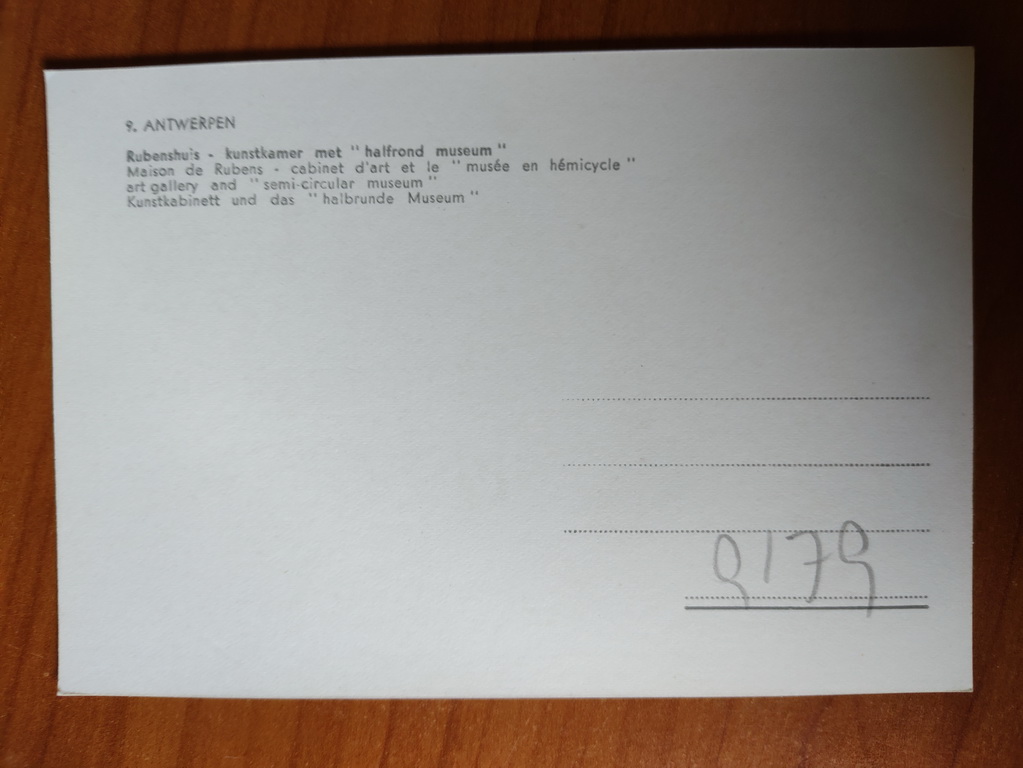 9. ANTWERPEN
Rubenshuis - kunstkamer met "halfrond museum"
Maison de Rubens - cabinet d'art et le "musée en hémicycle"
art gallery and "semi-circular museum"
Kunstkabinett und das "halbrunde Museum"
9179